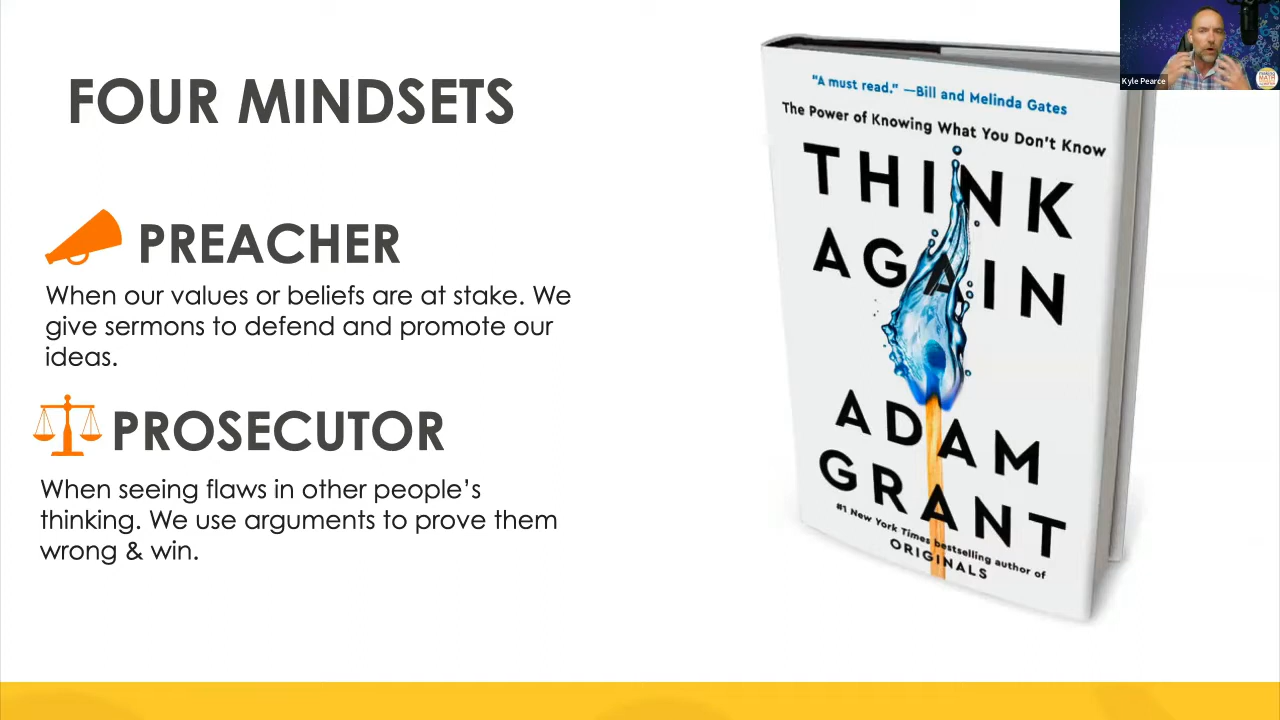 FOUR MINDSETS
PREACHER
When our values or beliefs are at stake. We
give sermons to defend and promote our
ideas.
PROSECUTOR
When seeing flaws in other people’s
thinking. We use arguments to prove them
wrong & win.
“A must read.” —Bill and Melinda Gates
The Power of Knowing What You Don’t Know
THINK
AGAIN
ADAM
GRANT
#1 New York Times bestselling author of
ORIGINALS
Kyle Pearce